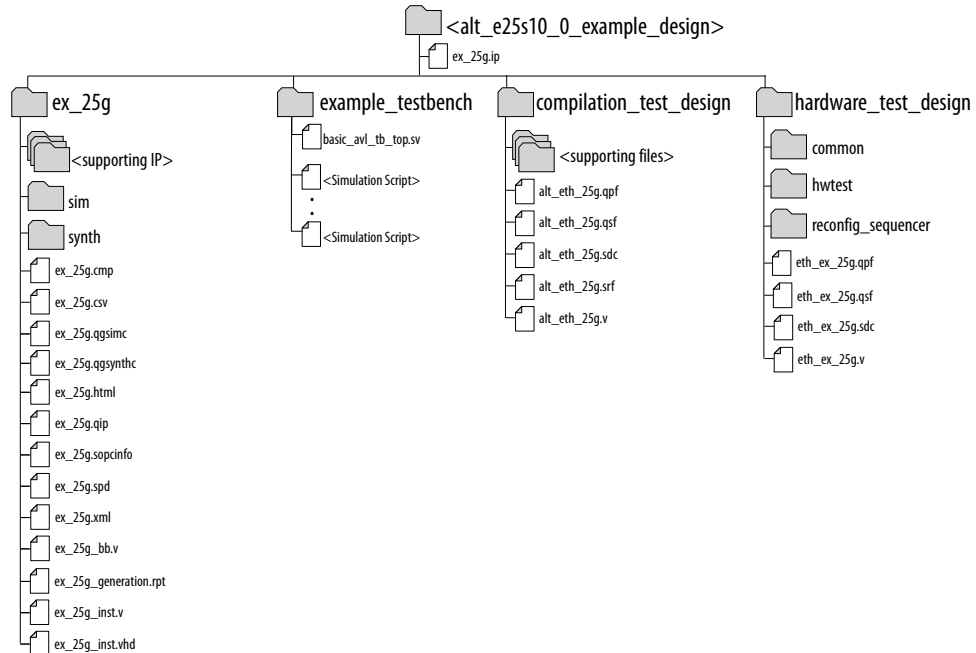 <alt_e25s10_0_example_design>
ex_25g.ip
ex_25g
<supporting IP>
sim
synth
ex_25g.cmp
ex_25g.csv
ex_25g.qgsimc
ex_25g.qgsynthc
ex_25g.html
ex_25g.qip
ex_25g.sopcinfo
ex_25g.spd
ex_25g.xml
ex_25g_bb.v
ex_25g_generation.rpt
ex_25g_inst.v
ex_25g_inst.vhd
example_testbench
basic_avl_tb_top.sv
<Simulation Script>
<Simulation Script>
compilation_test_design
<supporting files>
alt_eth_25g.qpf
alt_eth_25g.qsf
alt_eth_25g.sdc
alt_eth_25g.srf
alt_eth_25g.v
hardware_test_design
common
hwtest
reconfig_sequencer
eth_ex_25g.qpf
eth_ex_25g.qsf
eth_ex_25g.sdc
eth_ex_25g.v